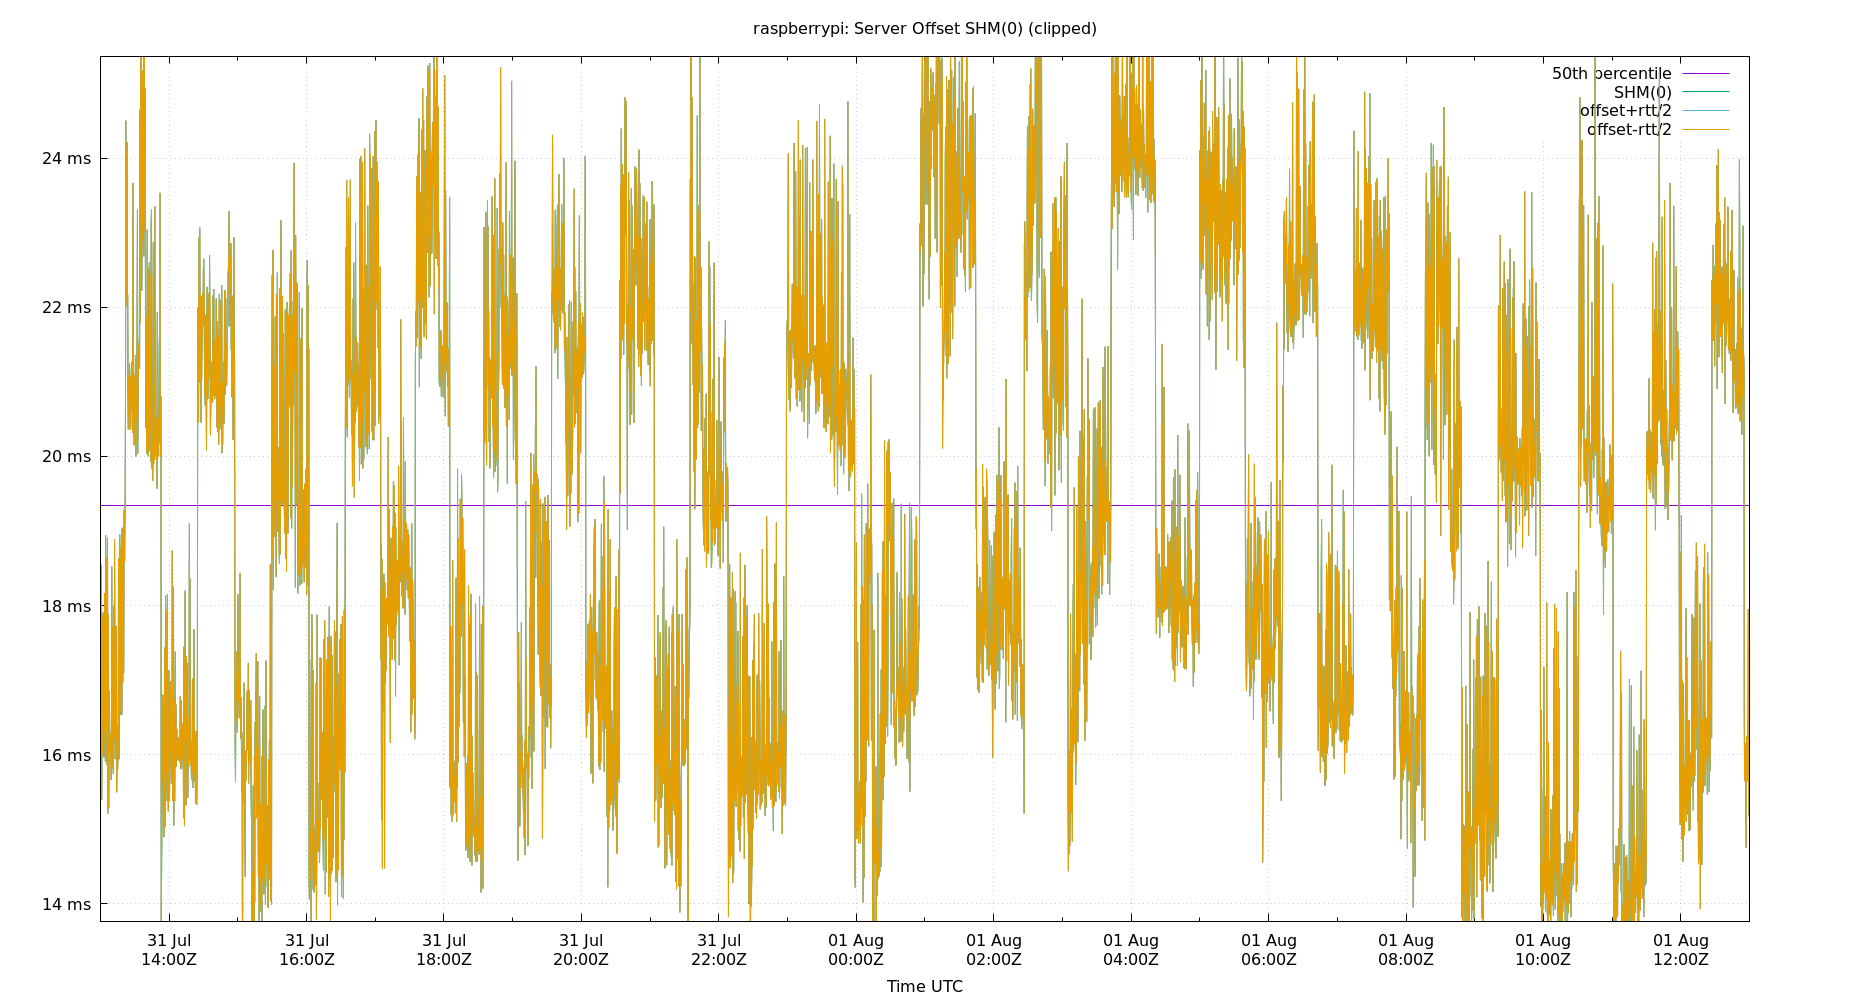 raspberrypi: Server Offset SHM(0) (clipped)
50th percentile
SHM(0)
offset+rtt/2
offset-rtt/2
24 ms
22 ms
20 ms
18 ms
16 ms
14 ms
31 Jul 31 Jul 31 Jul 31 Jul 31 Jul 01 Aug 01 Aug 01 Aug 01 Aug 01 Aug 01 Aug 01 Aug
14:00Z 16:00Z 18:00Z 20:00Z 22:00Z 00:00Z 02:00Z 04:00Z 06:00Z 08:00Z 10:00Z 12:00Z
Time UTC